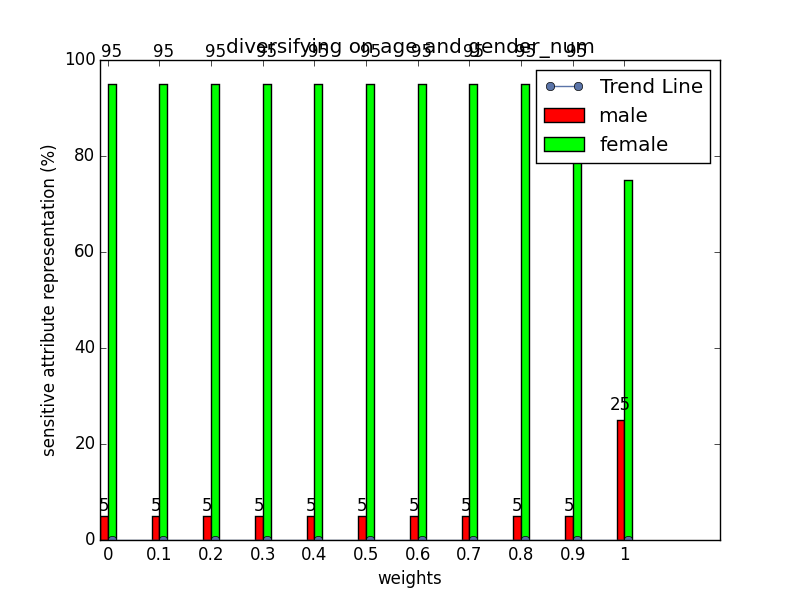 diversifying on age and gender_num
95 95 95 95 95 95 95 95 95 95
100
80
60
40
20
0
sensitive attribute representation (%)
Trend Line
male
female
25
5 5 5 5 5 5 5 5 5 5
0 0.1 0.2 0.3 0.4 0.5 0.6 0.7 0.8 0.9 1
weights